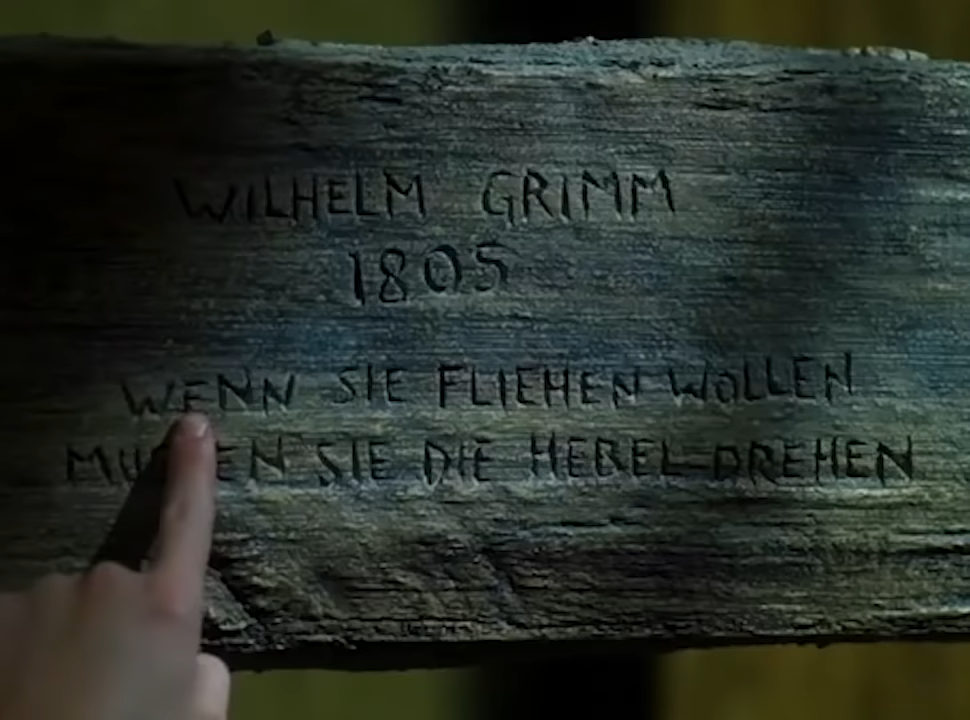 WILHELM GRIMM
1805
WENN SIE FLIEHEN WOLLEN
SIE DIE HEBEL DREHEN